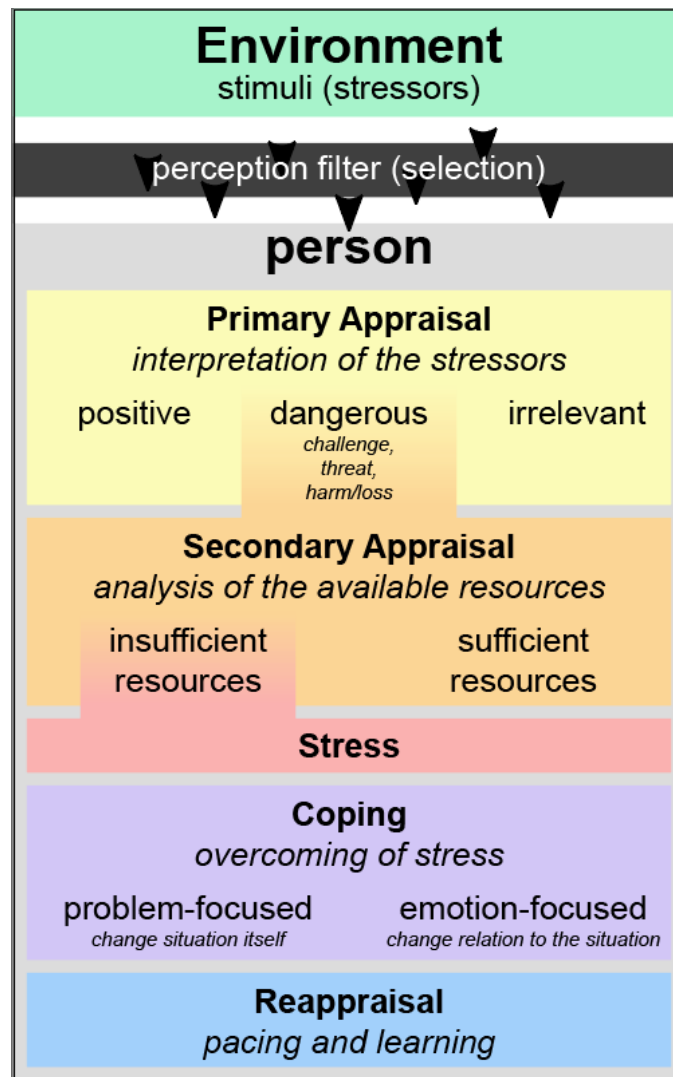 Environment
stimuli (stressors)
perception filter (selection)
person
Primary Appraisal
interpretation of the stressors
positive dangerous irrelevant
challenge,
threat,
harm/loss
Secondary Appraisal
analysis of the available resources
insufficient sufficient
resources resources
Stress
Coping
overcoming of stress
problem-focused emotion-focused
change situation itself change relation to the situation
Reappraisal
pacing and learning